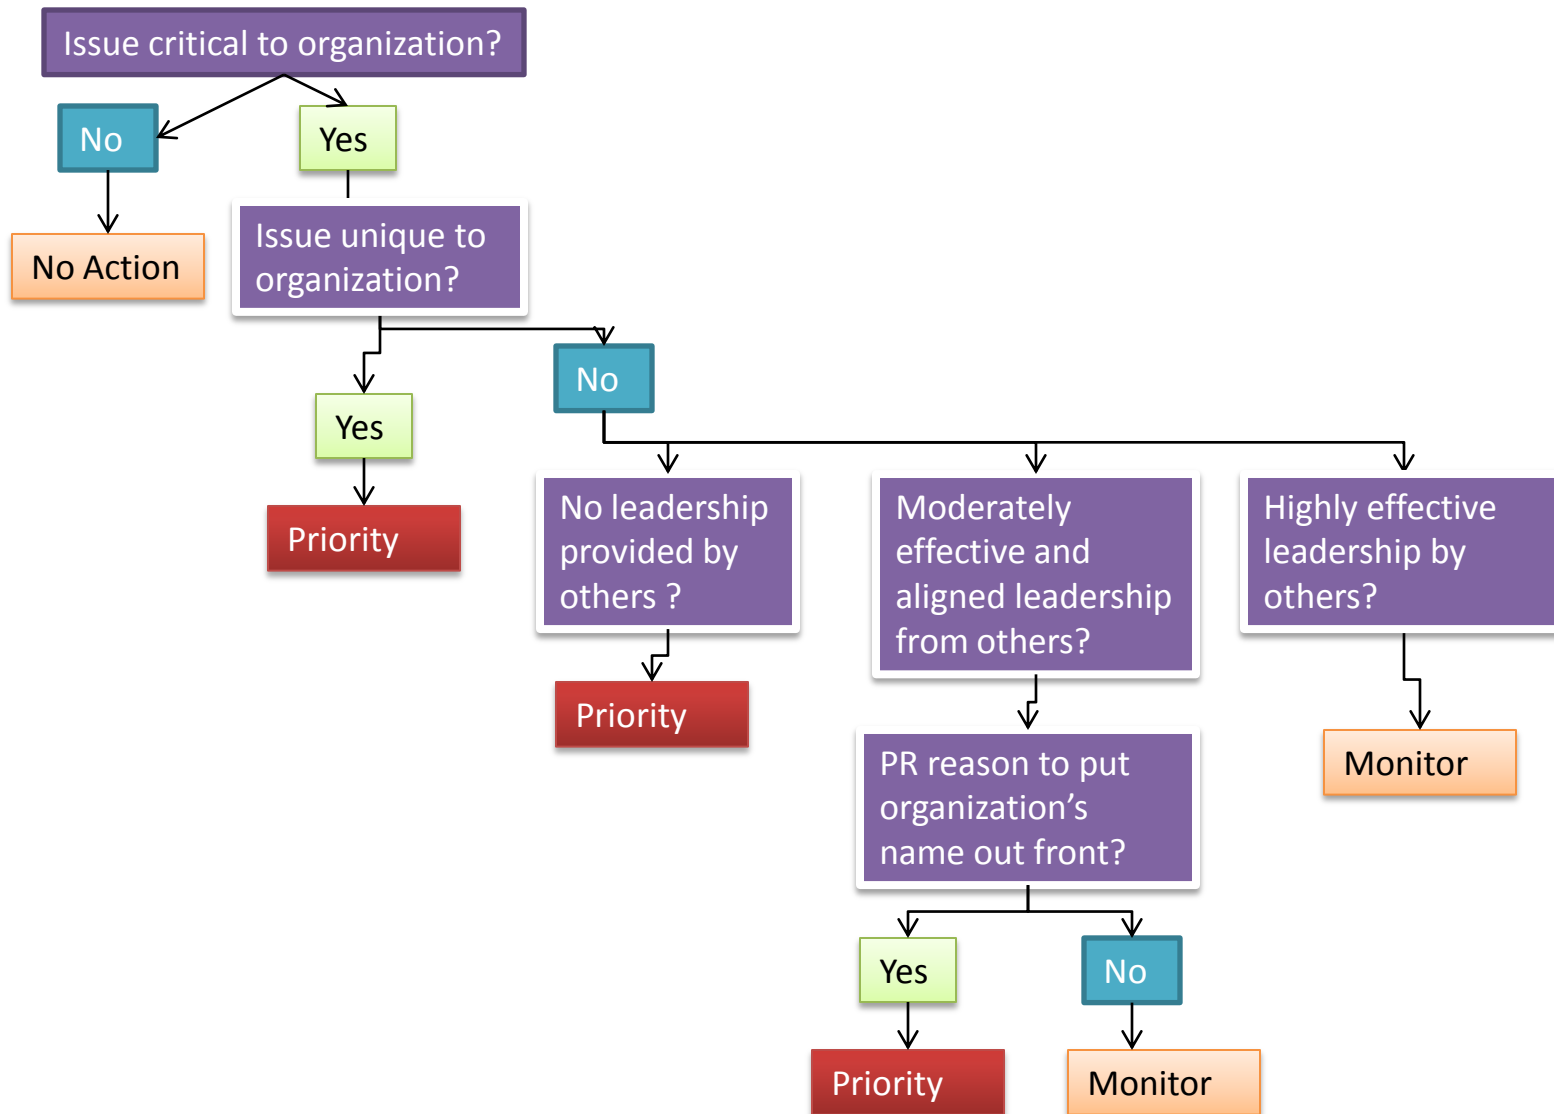 Issue critical to organization?
No
Yes
No Action
Issue unique to
organization?
No
Yes
Priority
No leadership
provided by
others ?
Moderately
effective and
aligned leadership
from others?
Highly effective
leadership by
others?
Priority
PR reason to put
organization’s
name out front?
Monitor
Yes
No
Priority
Monitor